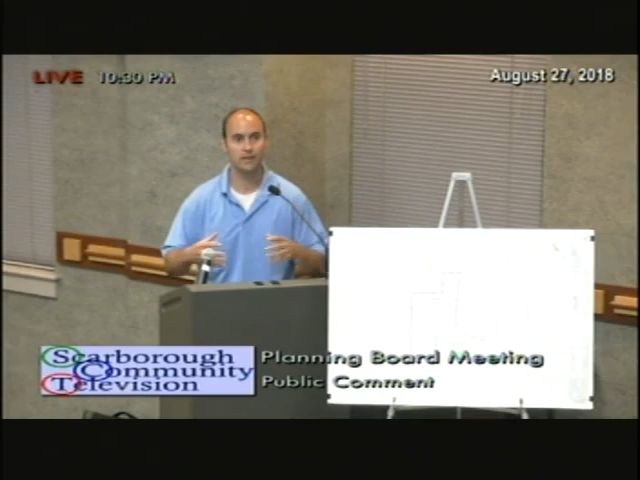 LIVE 10:30 PM
August 27, 2018
Scarborough
Community
Television
Planning Board Meeting
Public Comment